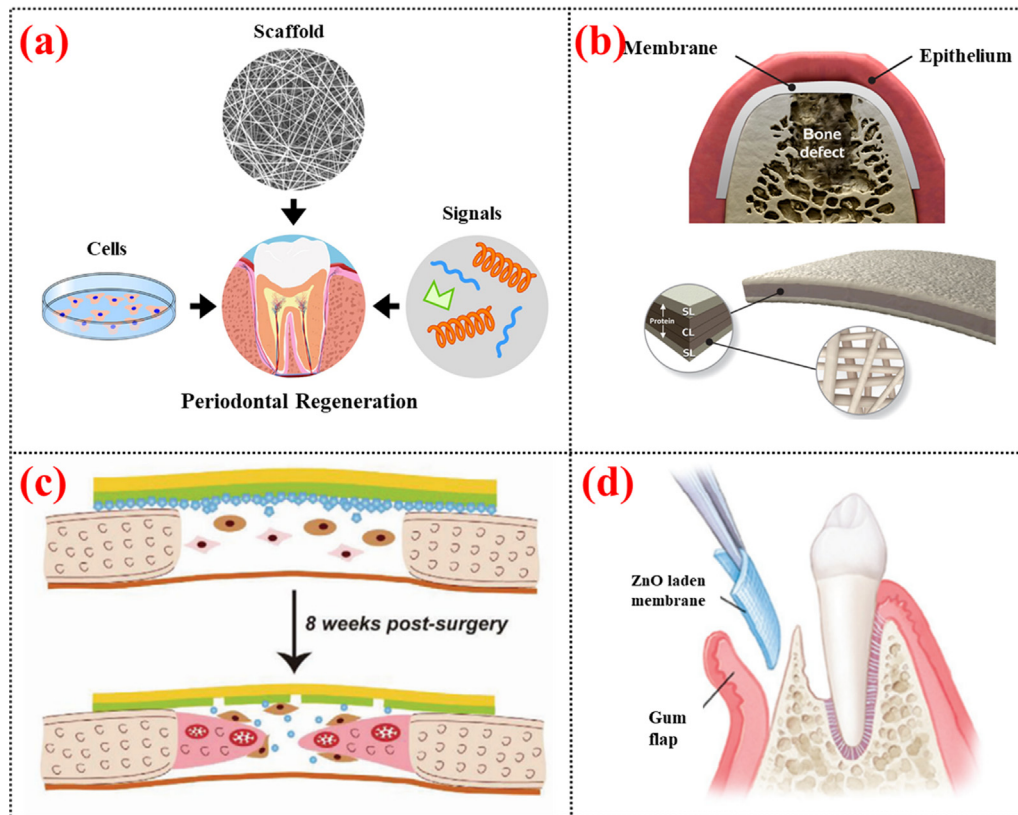 (a)
Scaffold
Cells
Signals
Periodontal Regeneration
(b)
Membrane
Epithelium
Bone
defect
SL
Protein
CL
SL
(c)
8 weeks post-surgery
(d)
ZnO laden
membrane
Gum
flap